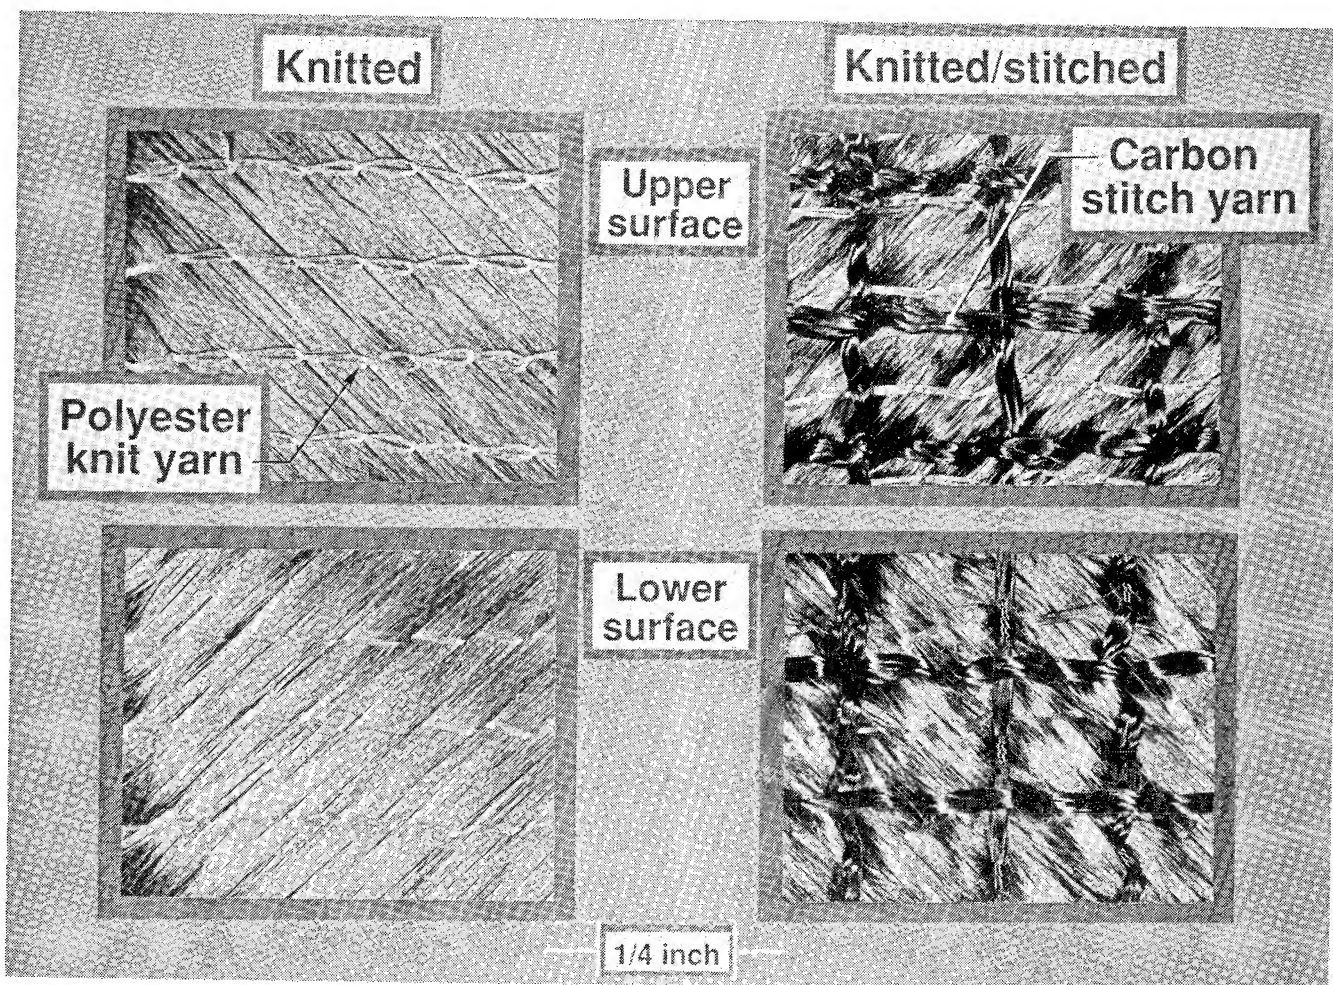 Knitted
Knitted/stitched
Upper
surface
Carbon
stitch yarn
Polyester
knit yarn
Lower
surface
1/4 inch